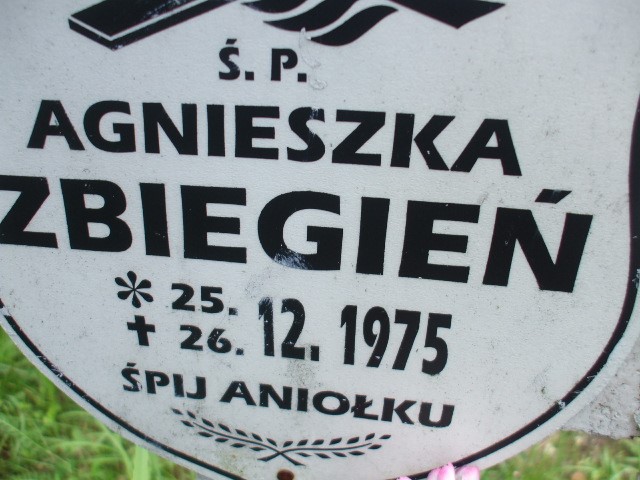 Ś. P.
AGNIESZKA
ZBIEGIEŃ
* 25. 12. 1975
✝ 26.
ŚPIJ ANIOŁKU